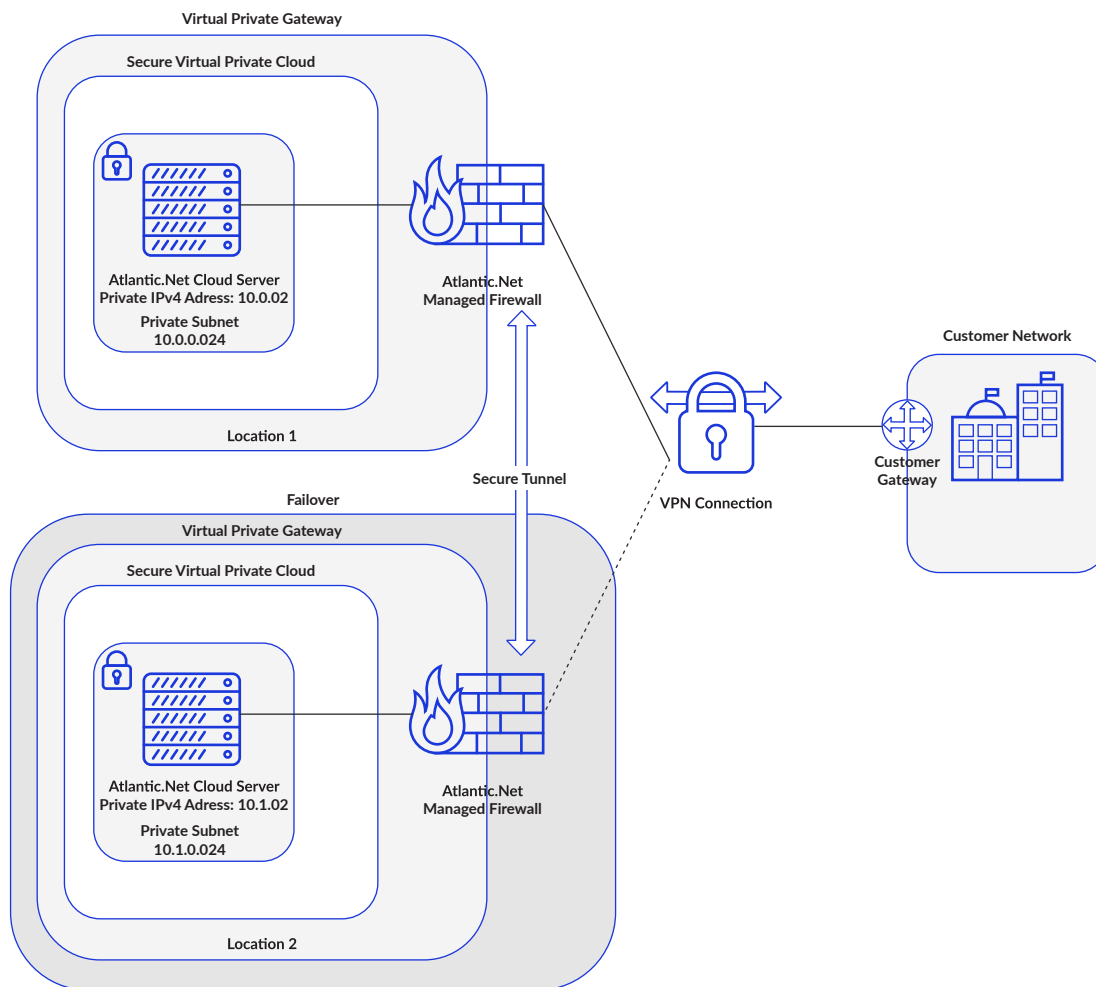 Virtual Private Gateway
Secure Virtual Private Cloud
Atlantic.Net Cloud Server
Private IPv4 Adress: 10.0.02
Private Subnet
10.0.0.024
Atlantic.Net
Managed Firewall
Location 1
Secure Tunnel
VPN Connection
Customer Network
Customer
Gateway
Failover
Virtual Private Gateway
Secure Virtual Private Cloud
Atlantic.Net Cloud Server
Private IPv4 Adress: 10.1.02
Private Subnet
10.1.0.024
Atlantic.Net
Managed Firewall
Location 2